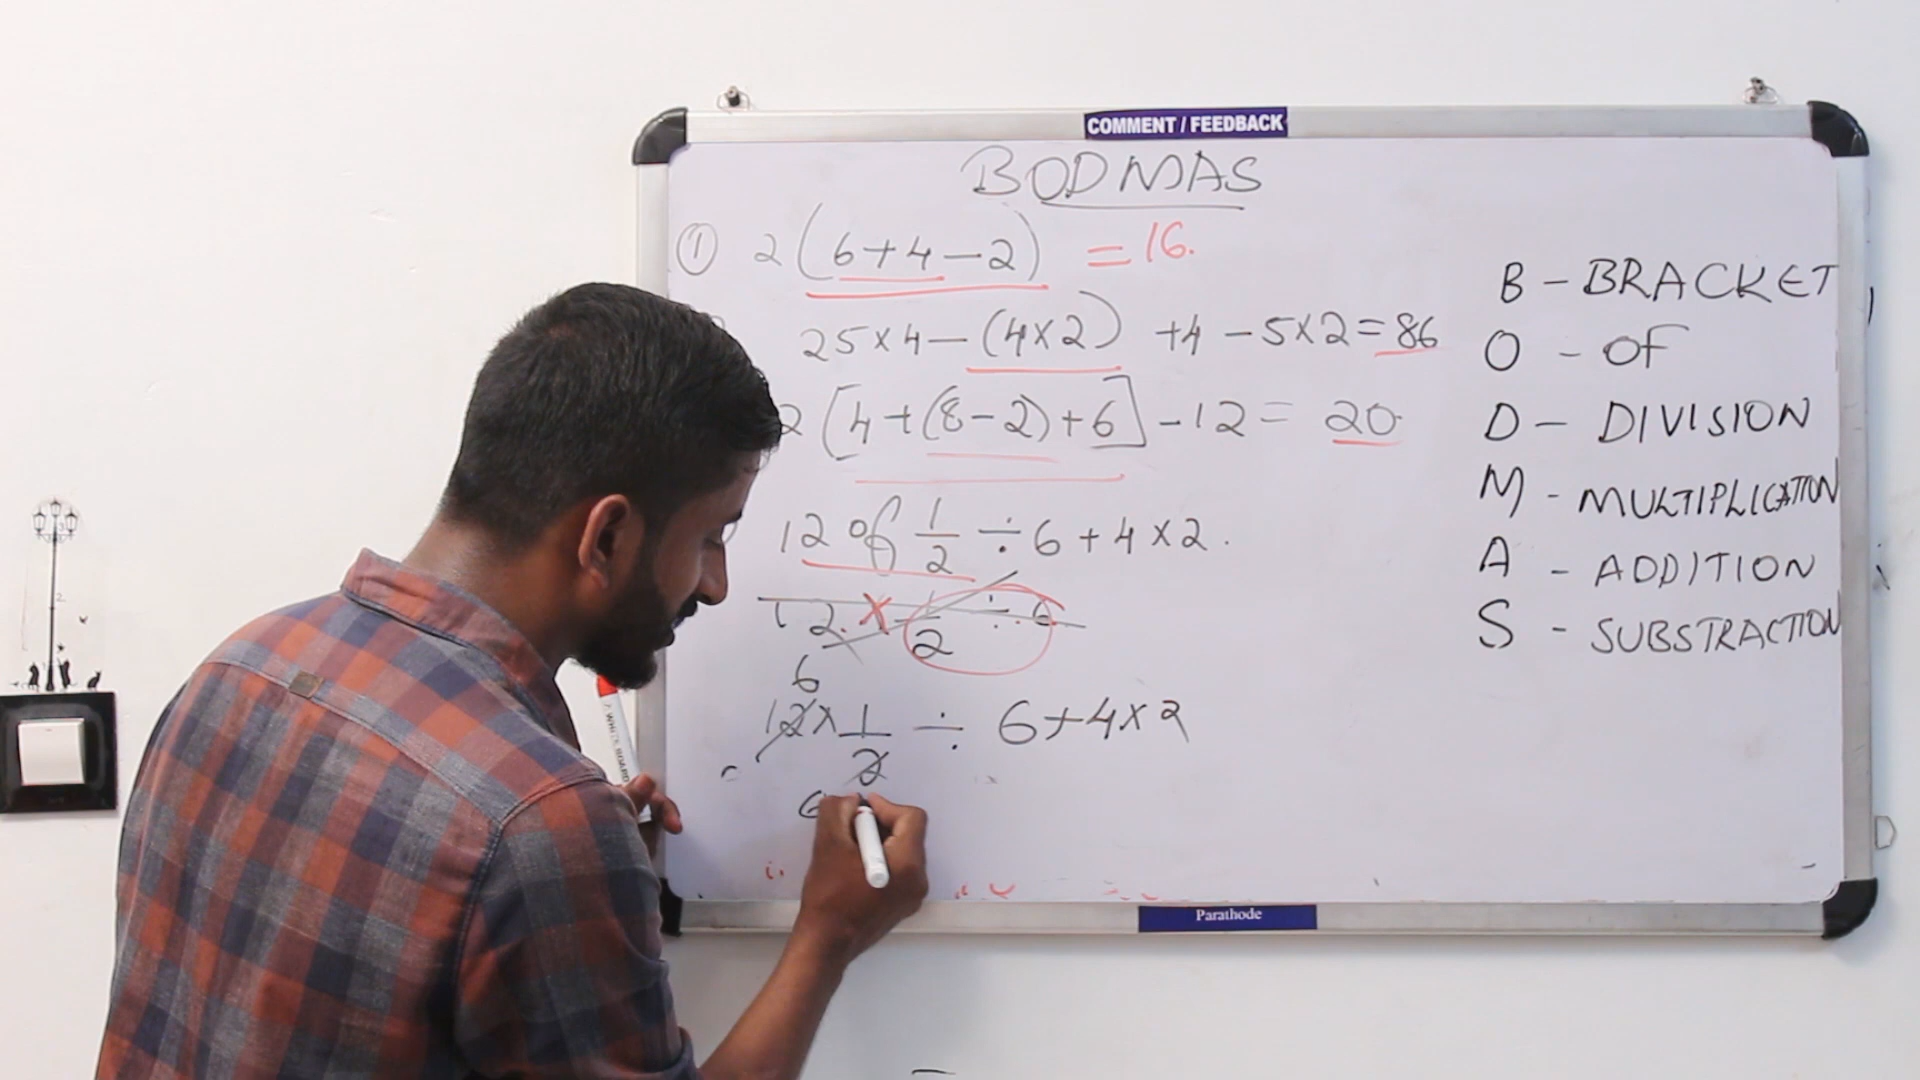 COMMENT / FEEDBACK
BODMAS
① 2(6+4-2) = 16.
25×4-(4×2) +4-5×2=86
2[4+(8-2)+6]-12= 20
12 of 1/2 ÷6+4×2.
12 × 1/2 ÷ 6
6
12×1/2 ÷ 6+4×2
6
B - BRACKET
O - OF
D - DIVISION
M - MULTIPLICATION
A - ADDITION
S - SUBSTRACTION
WHITE BOARD
Parathode